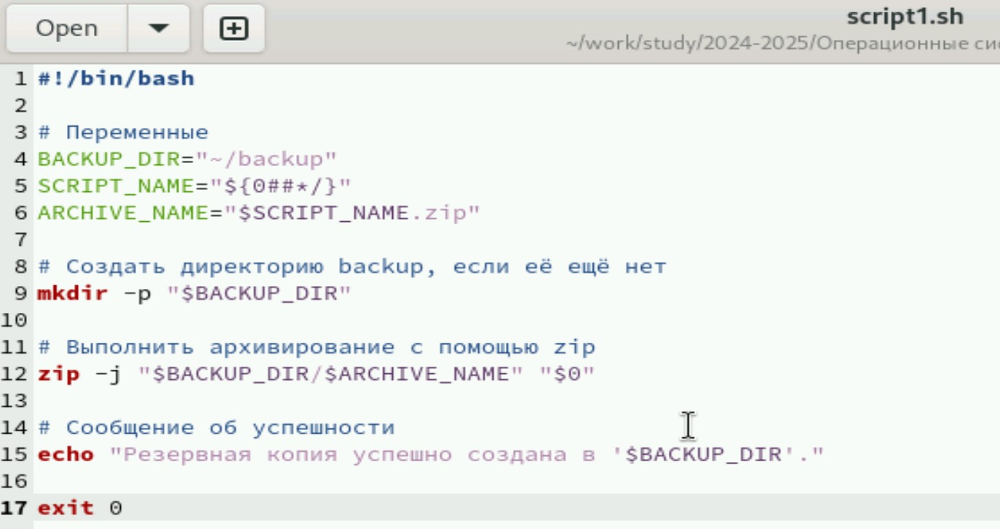 Open
script1.sh
~/work/study/2024-2025/Операционные
1 #!/bin/bash
2
3 # Переменные
4 BACKUP_DIR="~/backup"
5 SCRIPT_NAME="${0##*/}"
6 ARCHIVE_NAME="$SCRIPT_NAME.zip"
7
8 # Создать директорию backup, если её ещё нет
9 mkdir -p "$BACKUP_DIR"
10
11 # Выполнить архивирование с помощью zip
12 zip -j "$BACKUP_DIR/$ARCHIVE_NAME" "$0"
13
14 # Сообщение об успешности
15 echo "Резервная копия успешно создана в '$BACKUP_DIR'."
16
17 exit 0